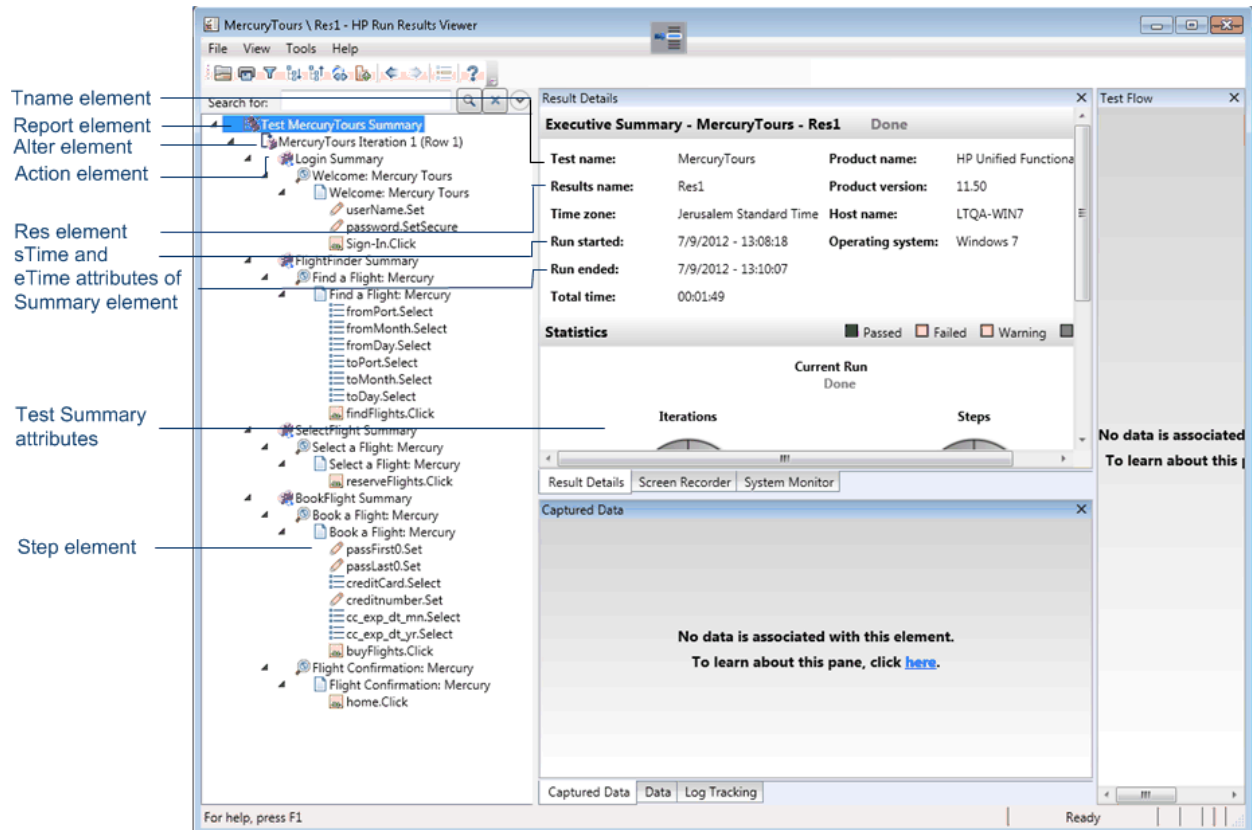 MercuryTours \ Res1 - HP Run Results Viewer
File View Tools Help
Search for:
Tname element
Report element
Alter element
Action element
Res element
sTime and
eTime attributes of
Summary element
Test Summary
attributes
Step element
Test MercuryTours Summary
MercuryTours Iteration 1 (Row 1)
Login Summary
Welcome: Mercury Tours
Welcome: Mercury Tours
userName.Set
password.SetSecure
Sign-In.Click
FlightFinder Summary
Find a Flight: Mercury
Find a Flight: Mercury
fromPort.Select
fromMonth.Select
fromDay.Select
toPort.Select
toMonth.Select
toDay.Select
findFlights.Click
SelectFlight Summary
Select a Flight: Mercury
Select a Flight: Mercury
reserveFlights.Click
BookFlight Summary
Book a Flight: Mercury
Book a Flight: Mercury
passFirst0.Set
passLast0.Set
creditCard.Select
creditnumber.Set
cc_exp_dt_mn.Select
cc_exp_dt_yr.Select
buyFlights.Click
Flight Confirmation: Mercury
Flight Confirmation: Mercury
home.Click
Result Details
Executive Summary - MercuryTours - Res1 Done
Test name: MercuryTours Product name: HP Unified Functiona
Results name: Res1 Product version: 11.50
Time zone: Jerusalem Standard Time Host name: LTQA-WIN7
Run started: 7/9/2012 - 13:08:18 Operating system: Windows 7
Run ended: 7/9/2012 - 13:10:07
Total time: 00:01:49
Statistics Passed Failed Warning
Current Run
Done
Iterations Steps
Result Details Screen Recorder System Monitor
Captured Data
No data is associated with this element.
To learn about this pane, click here.
Captured Data Data Log Tracking
Test Flow
No data is associated
To learn about this
For help, press F1 Ready